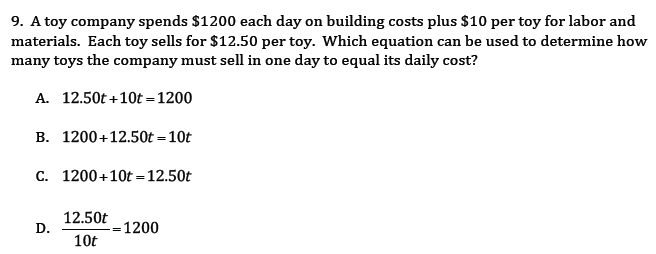 9. A toy company spends $1200 each day on building costs plus $10 per toy for labor and
materials. Each toy sells for $12.50 per toy. Which equation can be used to determine how
many toys the company must sell in one day to equal its daily cost?
A. 12.50t + 10t = 1200
B. 1200 + 12.50t = 10t
C. 1200 + 10t = 12.50t
D. 12.50t / 10t = 1200